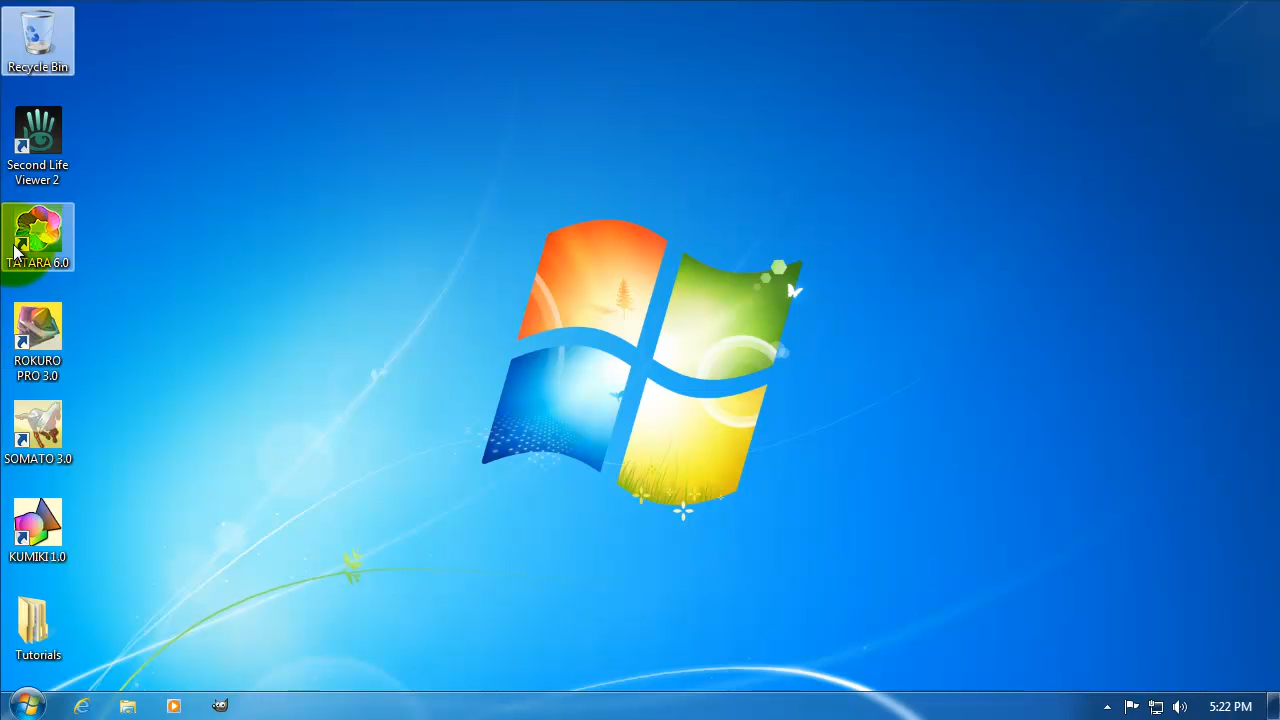 Recycle Bin
Second Life
Viewer 2
TATARA 6.0
ROKURO
PRO 3.0
SOMATO 3.0
KUMIKI 1.0
Tutorials
5:22 PM